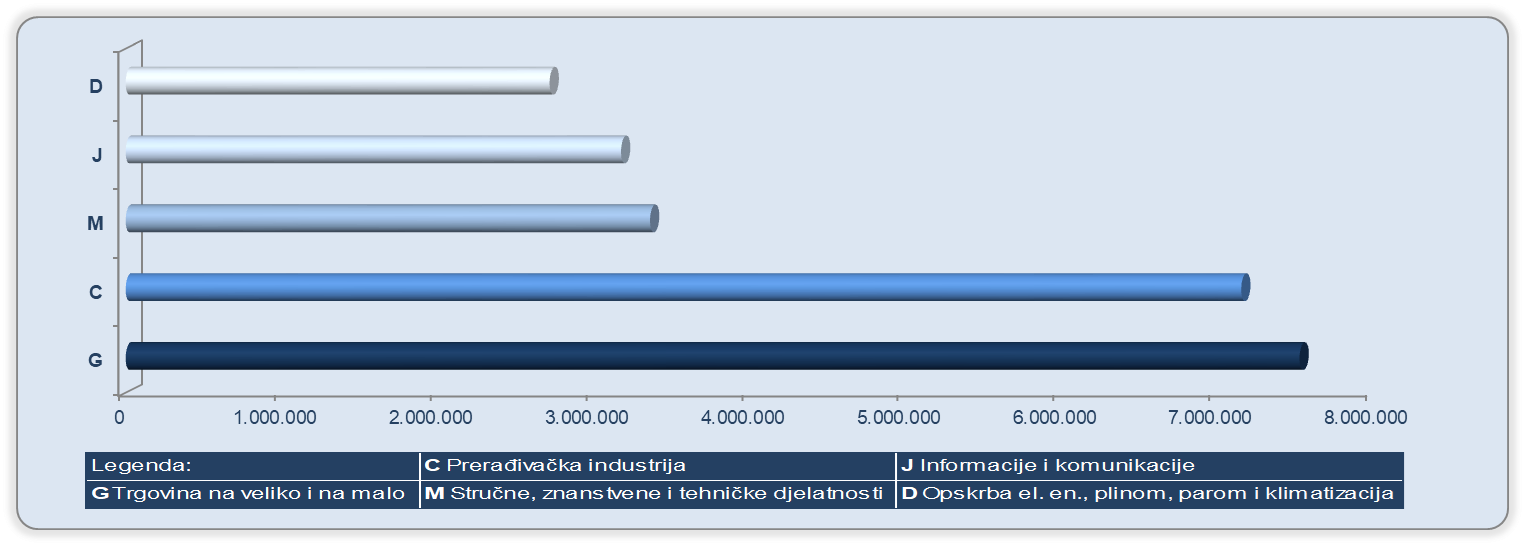 D
J
M
C
G
0 1.000.000 2.000.000 3.000.000 4.000.000 5.000.000 6.000.000 7.000.000 8.000.000
Legenda: C Prerađivačka industrija J Informacije i komunikacije
G Trgovina na veliko i na malo M Stručne, znanstvene i tehničke djelatnosti D Opskrba el. en., plinom, parom i klimatizacija